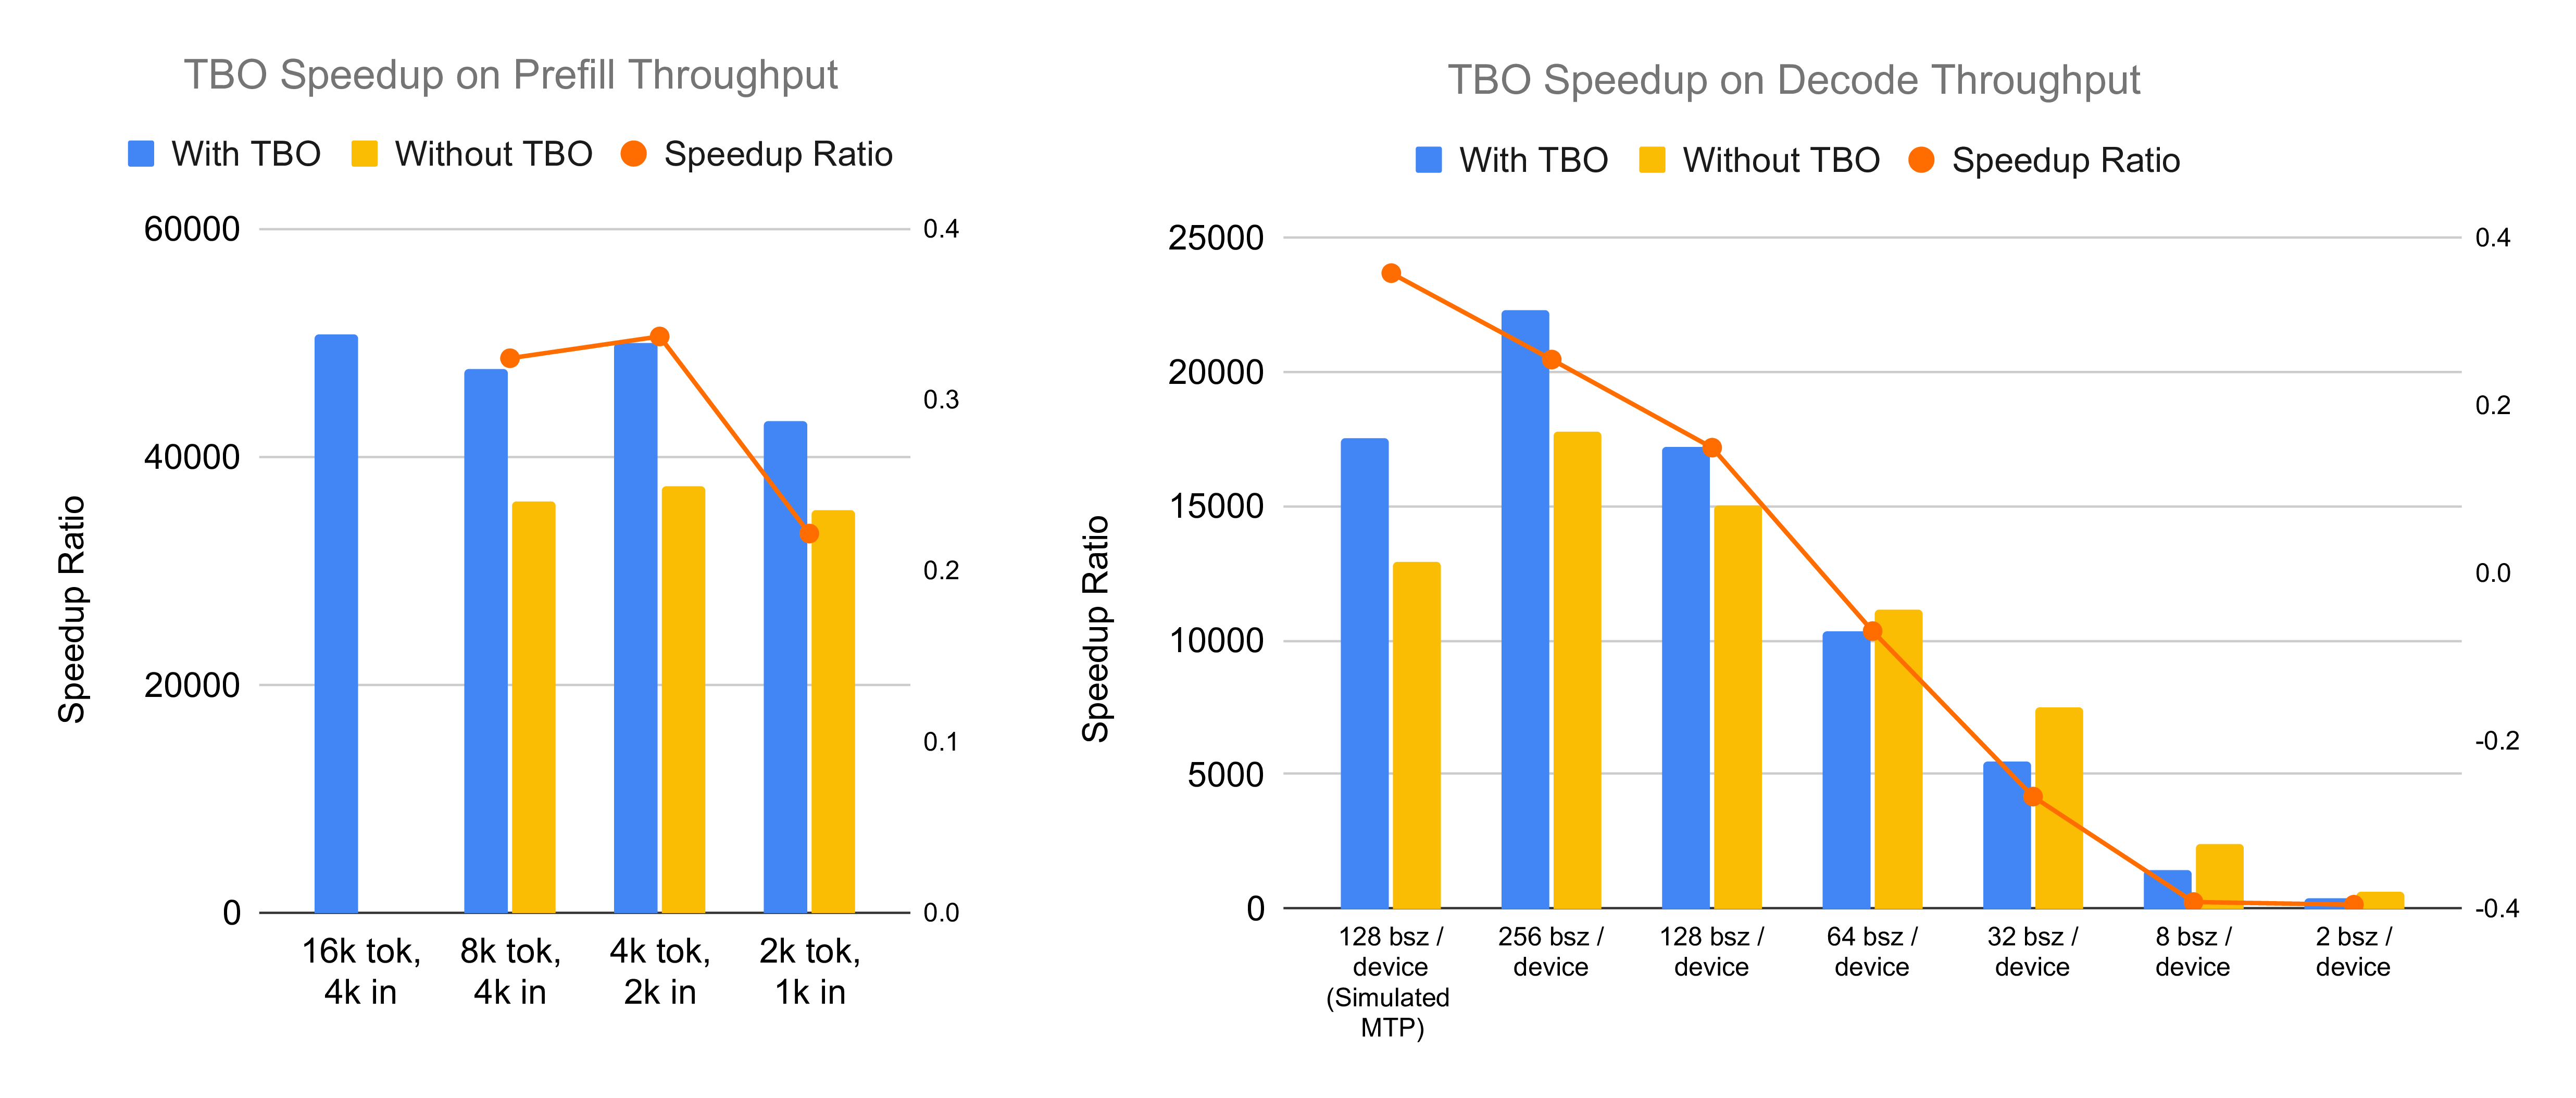 TBO Speedup on Prefill Throughput
With TBO Without TBO Speedup Ratio
60000
40000
20000
0
Speedup Ratio
0.4
0.3
0.2
0.1
0.0
16k tok,
4k in
8k tok,
4k in
4k tok,
2k in
2k tok,
1k in
TBO Speedup on Decode Throughput
With TBO Without TBO Speedup Ratio
25000
20000
15000
10000
5000
0
Speedup Ratio
0.4
0.2
0.0
-0.2
-0.4
128 bsz /
device
(Simulated
MTP)
256 bsz /
device
128 bsz /
device
64 bsz /
device
32 bsz /
device
8 bsz /
device
2 bsz /
device